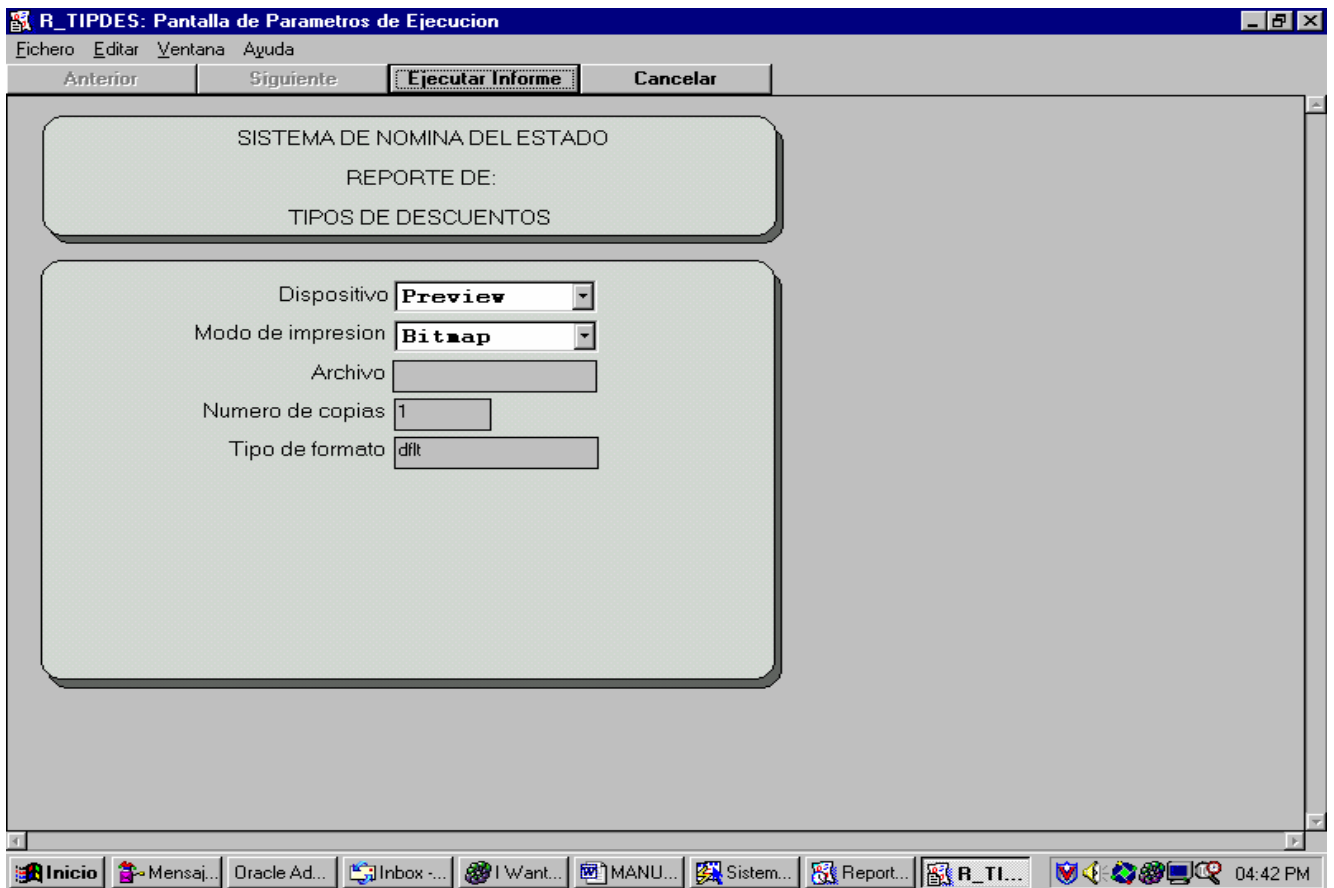 R_TIPDES: Pantalla de Parametros de Ejecucion
Fichero Editar Ventana Ayuda
Anterior Siguiente Ejecutar Informe Cancelar
SISTEMA DE NOMINA DEL ESTADO
REPORTE DE:
TIPOS DE DESCUENTOS
Dispositivo Preview
Modo de impresion Bitmap
Archivo
Numero de copias 1
Tipo de formato dflt
Inicio Mensaj... Oracle Ad... Inbox -... I Want... MANU... Sistem... Report... R_TI... 04:42 PM